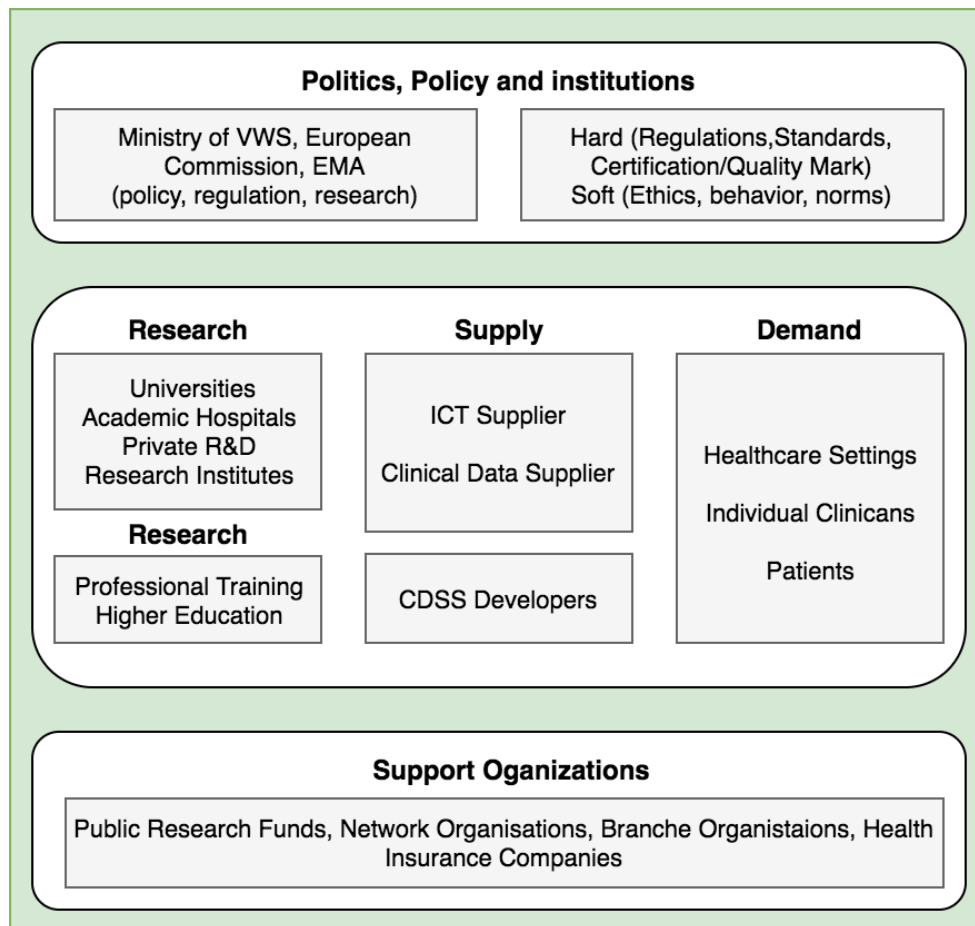 Politics, Policy and institutions
Ministry of VWS, European
Commission, EMA
(policy, regulation, research)
Hard (Regulations,Standards,
Certification/Quality Mark)
Soft (Ethics, behavior, norms)
Research
Universities
Academic Hospitals
Private R&D
Research Institutes
Research
Professional Training
Higher Education
Supply
ICT Supplier
Clinical Data Supplier
CDSS Developers
Demand
Healthcare Settings
Individual Clinicans
Patients
Support Oganizations
Public Research Funds, Network Organisations, Branche Organistaions, Health
Insurance Companies